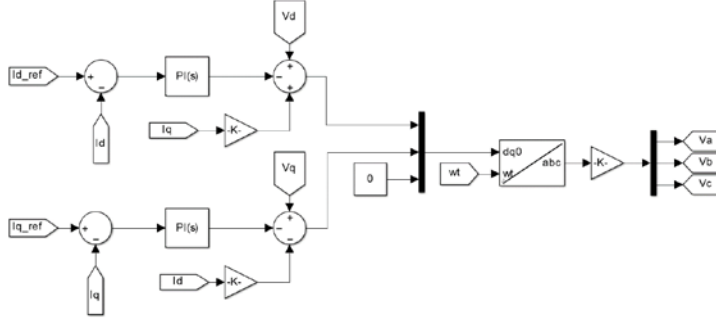 Vd
Id_ref
+
−
PI(s)
−
+
+
Id
Iq
-K-
Vq
0
wt
dq0
wt
abc
-K-
Va
Vb
Vc
Iq_ref
+
−
PI(s)
−
+
−
Iq
Id
-K-